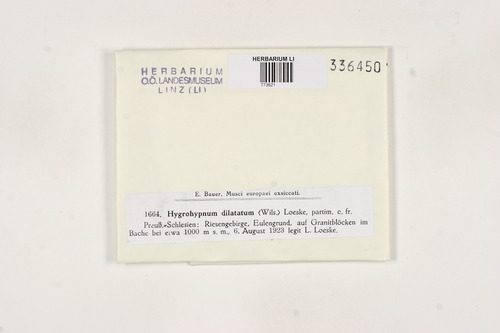 HERBARIUM
O.Ö. LANDESMUSEUM
LINZ (LI)
HERBARIUM LI
773621
336450
E. Bauer, Musci europaei exsiccati.
1664. Hygrohypnum dilatatum (Wils.) Loeske, partim. c. fr.
Preuß.-Schlesien: Riesengebirge, Eulengrund, auf Granitblöcken im
Bache bei etwa 1000 m s. m., 6. August 1923 legit L. Loeske.